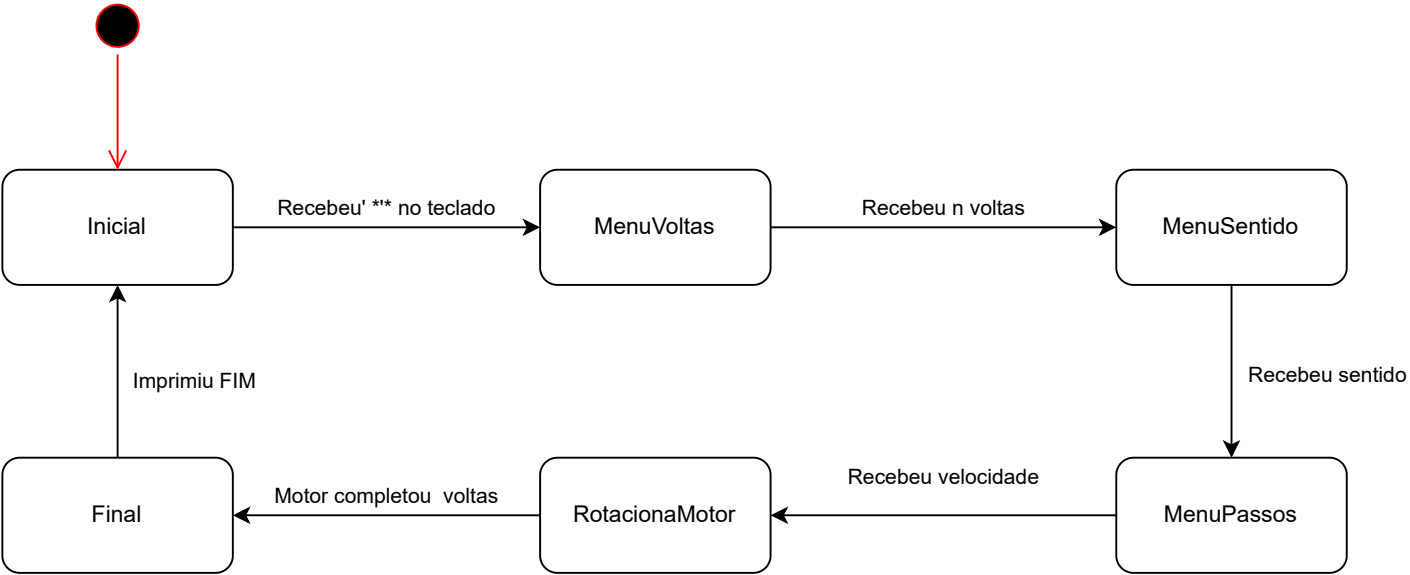 Inicial
Recebeu' *'* no teclado
MenuVoltas
Recebeu n voltas
MenuSentido
Imprimiu FIM
Recebeu sentido
Final
Motor completou  voltas
RotacionaMotor
Recebeu velocidade
MenuPassos